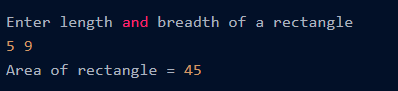 Enter length and breadth of a rectangle
5 9
Area of rectangle = 45